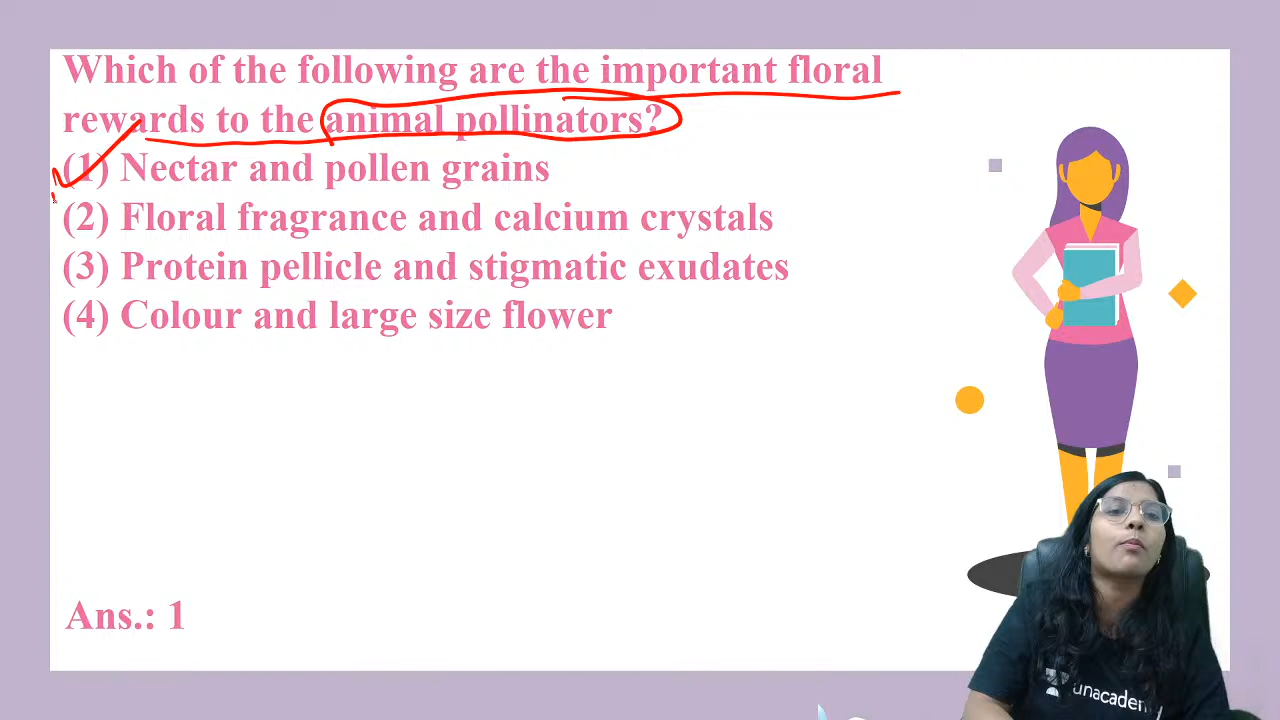 Which of the following are the important floral
rewards to the animal pollinators?
(1) Nectar and pollen grains
(2) Floral fragrance and calcium crystals
(3) Protein pellicle and stigmatic exudates
(4) Colour and large size flower
Ans.: 1
unacadem